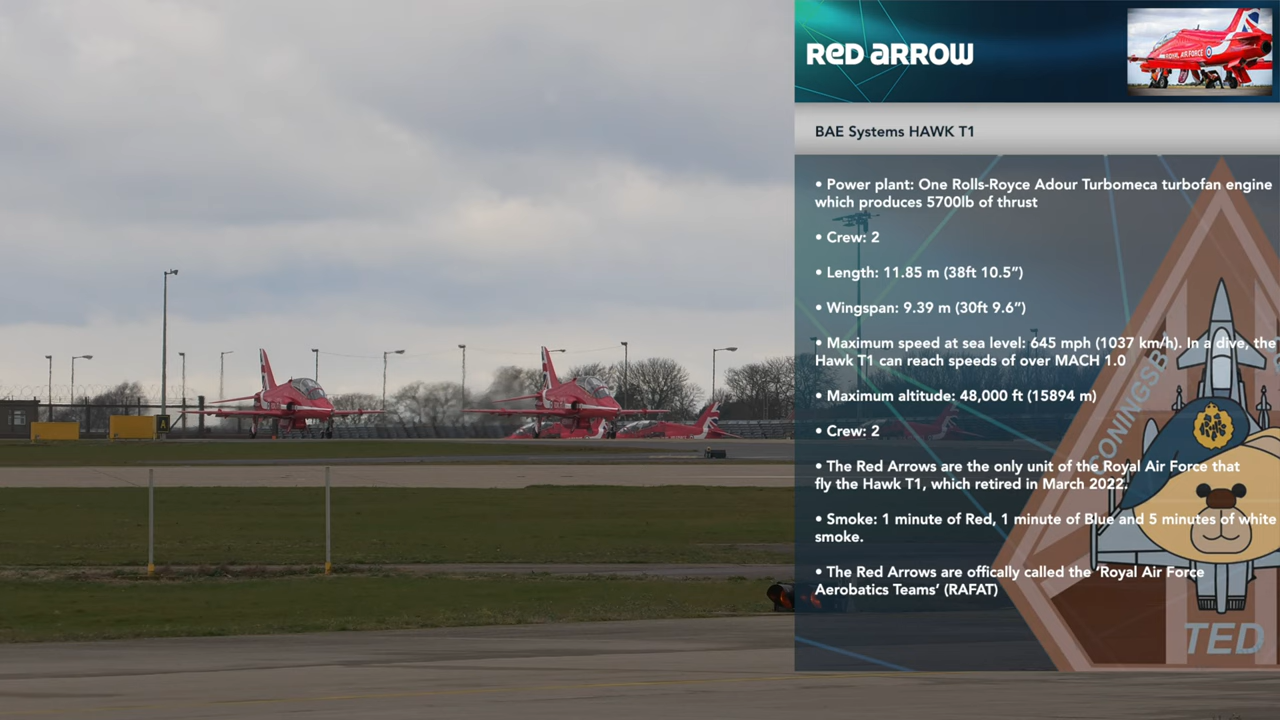 RED ARROW
ROYAL AIR FORCE
BAE Systems HAWK T1
• Power plant: One Rolls-Royce Adour Turbomeca turbofan engine
which produces 5700lb of thrust
• Crew: 2
• Length: 11.85 m (38ft 10.5”)
• Wingspan: 9.39 m (30ft 9.6”)
• Maximum speed at sea level: 645 mph (1037 km/h). In a dive, the
Hawk T1 can reach speeds of over MACH 1.0
• Maximum altitude: 48,000 ft (15894 m)
• Crew: 2
• The Red Arrows are the only unit of the Royal Air Force that
fly the Hawk T1, which retired in March 2022.
• Smoke: 1 minute of Red, 1 minute of Blue and 5 minutes of white
smoke.
• The Red Arrows are offically called the ‘Royal Air Force
Aerobatics Teams’ (RAFAT)
CONINGSBY
TED
A